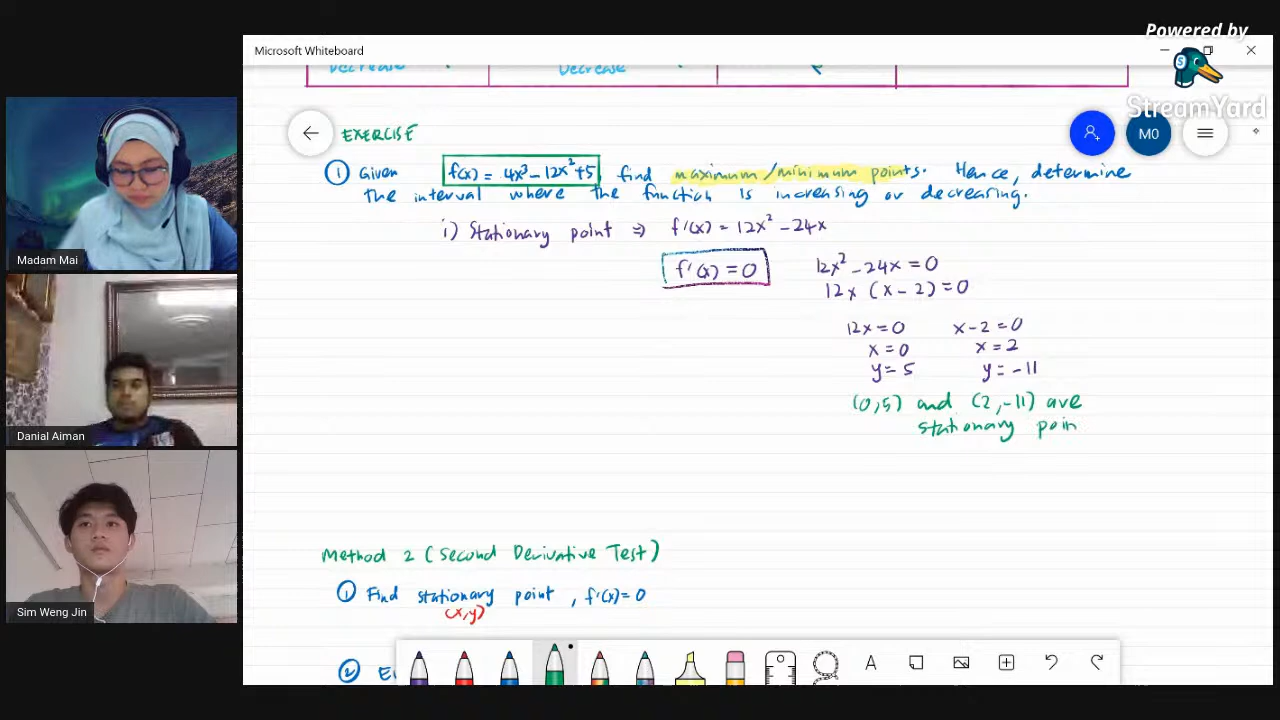 Powered by
StreamYard
Microsoft Whiteboard
Decrease
Decrease
M0
EXERCISE
① Given f(x) = 4x³ - 12x² + 5 find maximum/minimum points. Hence, determine
the interval where the function is increasing or decreasing.
i) Stationary point ⇒ f'(x) = 12x² - 24x
f'(x) = 0
12x² - 24x = 0
12x (x - 2) = 0
12x = 0 x - 2 = 0
x = 0 x = 2
y = 5 y = -11
(0,5) and (2,-11) are
stationary poin
Method 2 (Second Derivative Test)
① Find stationary point, f'(x) = 0
(x,y)
②
A
Madam Mai
Danial Aiman
Sim Weng Jin